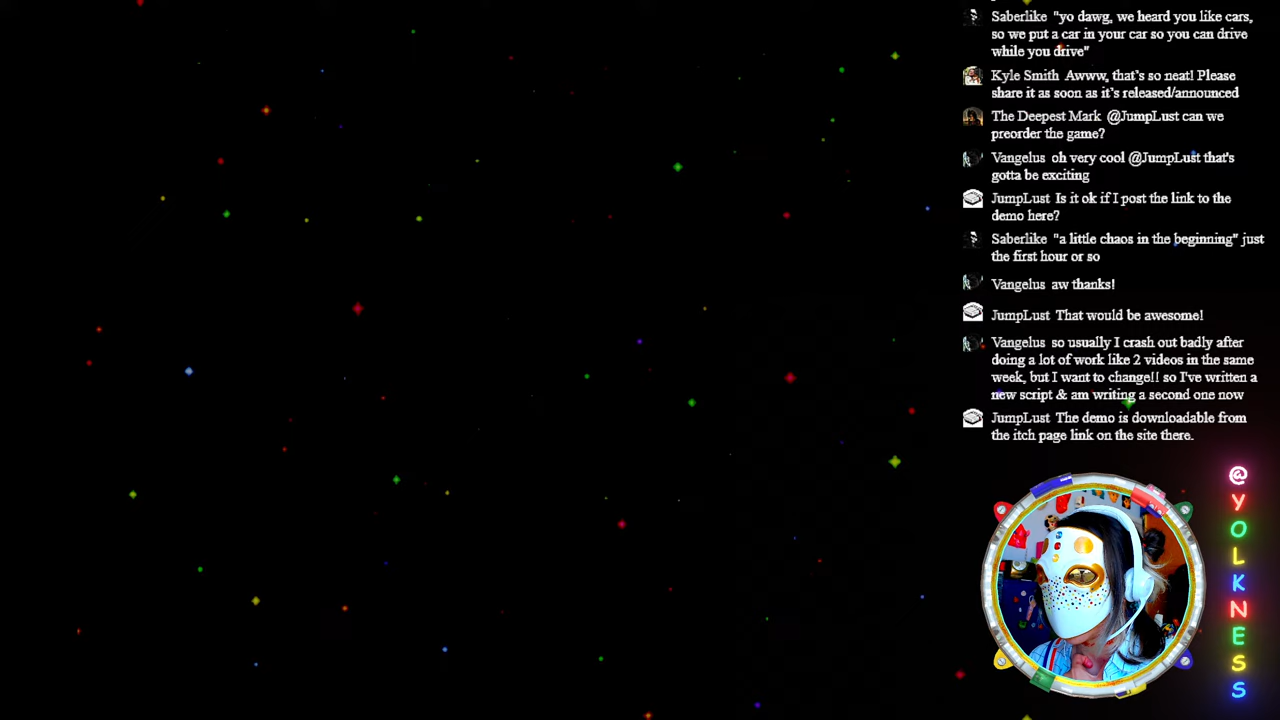 Saberlike "yo dawg, we heard you like cars,
so we put a car in your car so you can drive
while you drive"
Kyle Smith Awww, that's so neat! Please
share it as soon as it's released/announced
The Deepest Mark @JumpLust can we
preorder the game?
Vangelus oh very cool @JumpLust that's
gotta be exciting
JumpLust Is it ok if I post the link to the
demo here?
Saberlike "a little chaos in the beginning" just
the first hour or so
Vangelus aw thanks!
JumpLust That would be awesome!
Vangelus so usually I crash out badly after
doing a lot of work like 2 videos in the same
week, but I want to change!! so I've written a
new script & am writing a second one now
JumpLust The demo is downloadable from
the itch page link on the site there.
@YOLKNESS